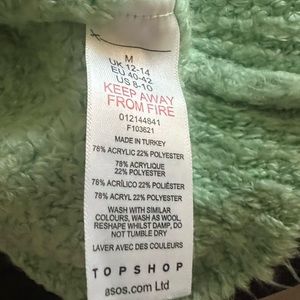 M
UK 12-14
EU 40-42
US 8-10
KEEP AWAY
FROM FIRE
012144841
F103621
MADE IN TURKEY
78% ACRYLIC 22% POLYESTER
78% ACRYLIQUE
22% POLYESTER
78% ACRÍLICO 22% POLIÉSTER
78% ACRYL 22% POLYESTER
WASH WITH SIMILAR
COLOURS, WASH AS WOOL,
RESHAPE WHILST DAMP, DO
NOT TUMBLE DRY
LAVER AVEC DES COULEURS
TOPSHOP
asos.com Ltd